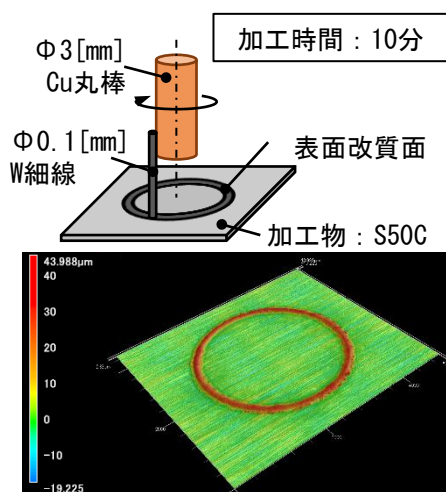 Φ3[mm]
Cu丸棒
加工時間：10分
Φ0.1[mm]
W細線
表面改質面
加工物：S50C
43.988μm
40
30
20
10
0
-10
-19.225